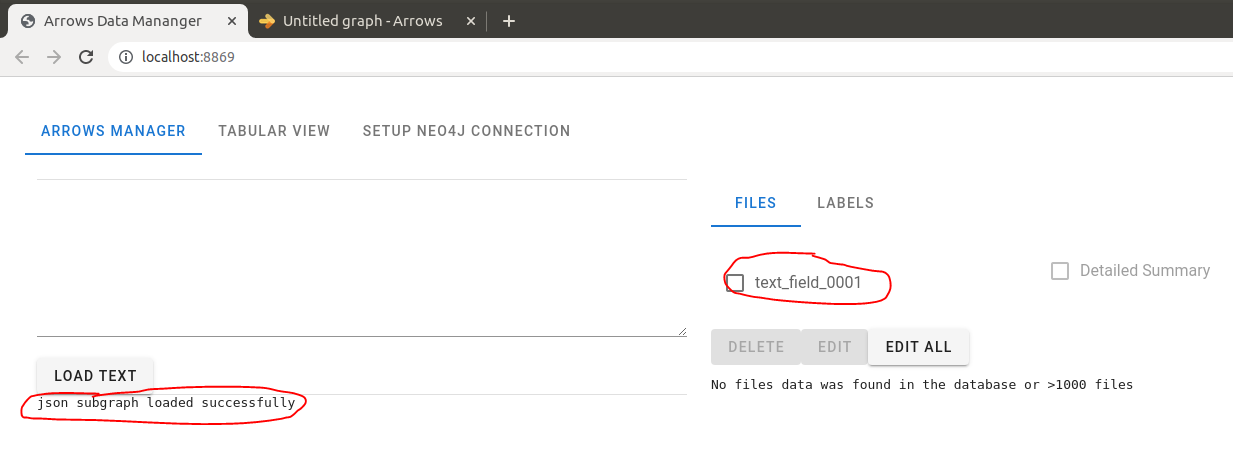 Arrows Data Mananger
Untitled graph - Arrows
localhost:8869
ARROWS MANAGER
TABULAR VIEW
SETUP NEO4J CONNECTION
FILES
LABELS
text_field_0001
Detailed Summary
DELETE
EDIT
EDIT ALL
No files data was found in the database or >1000 files
LOAD TEXT
json subgraph loaded successfully